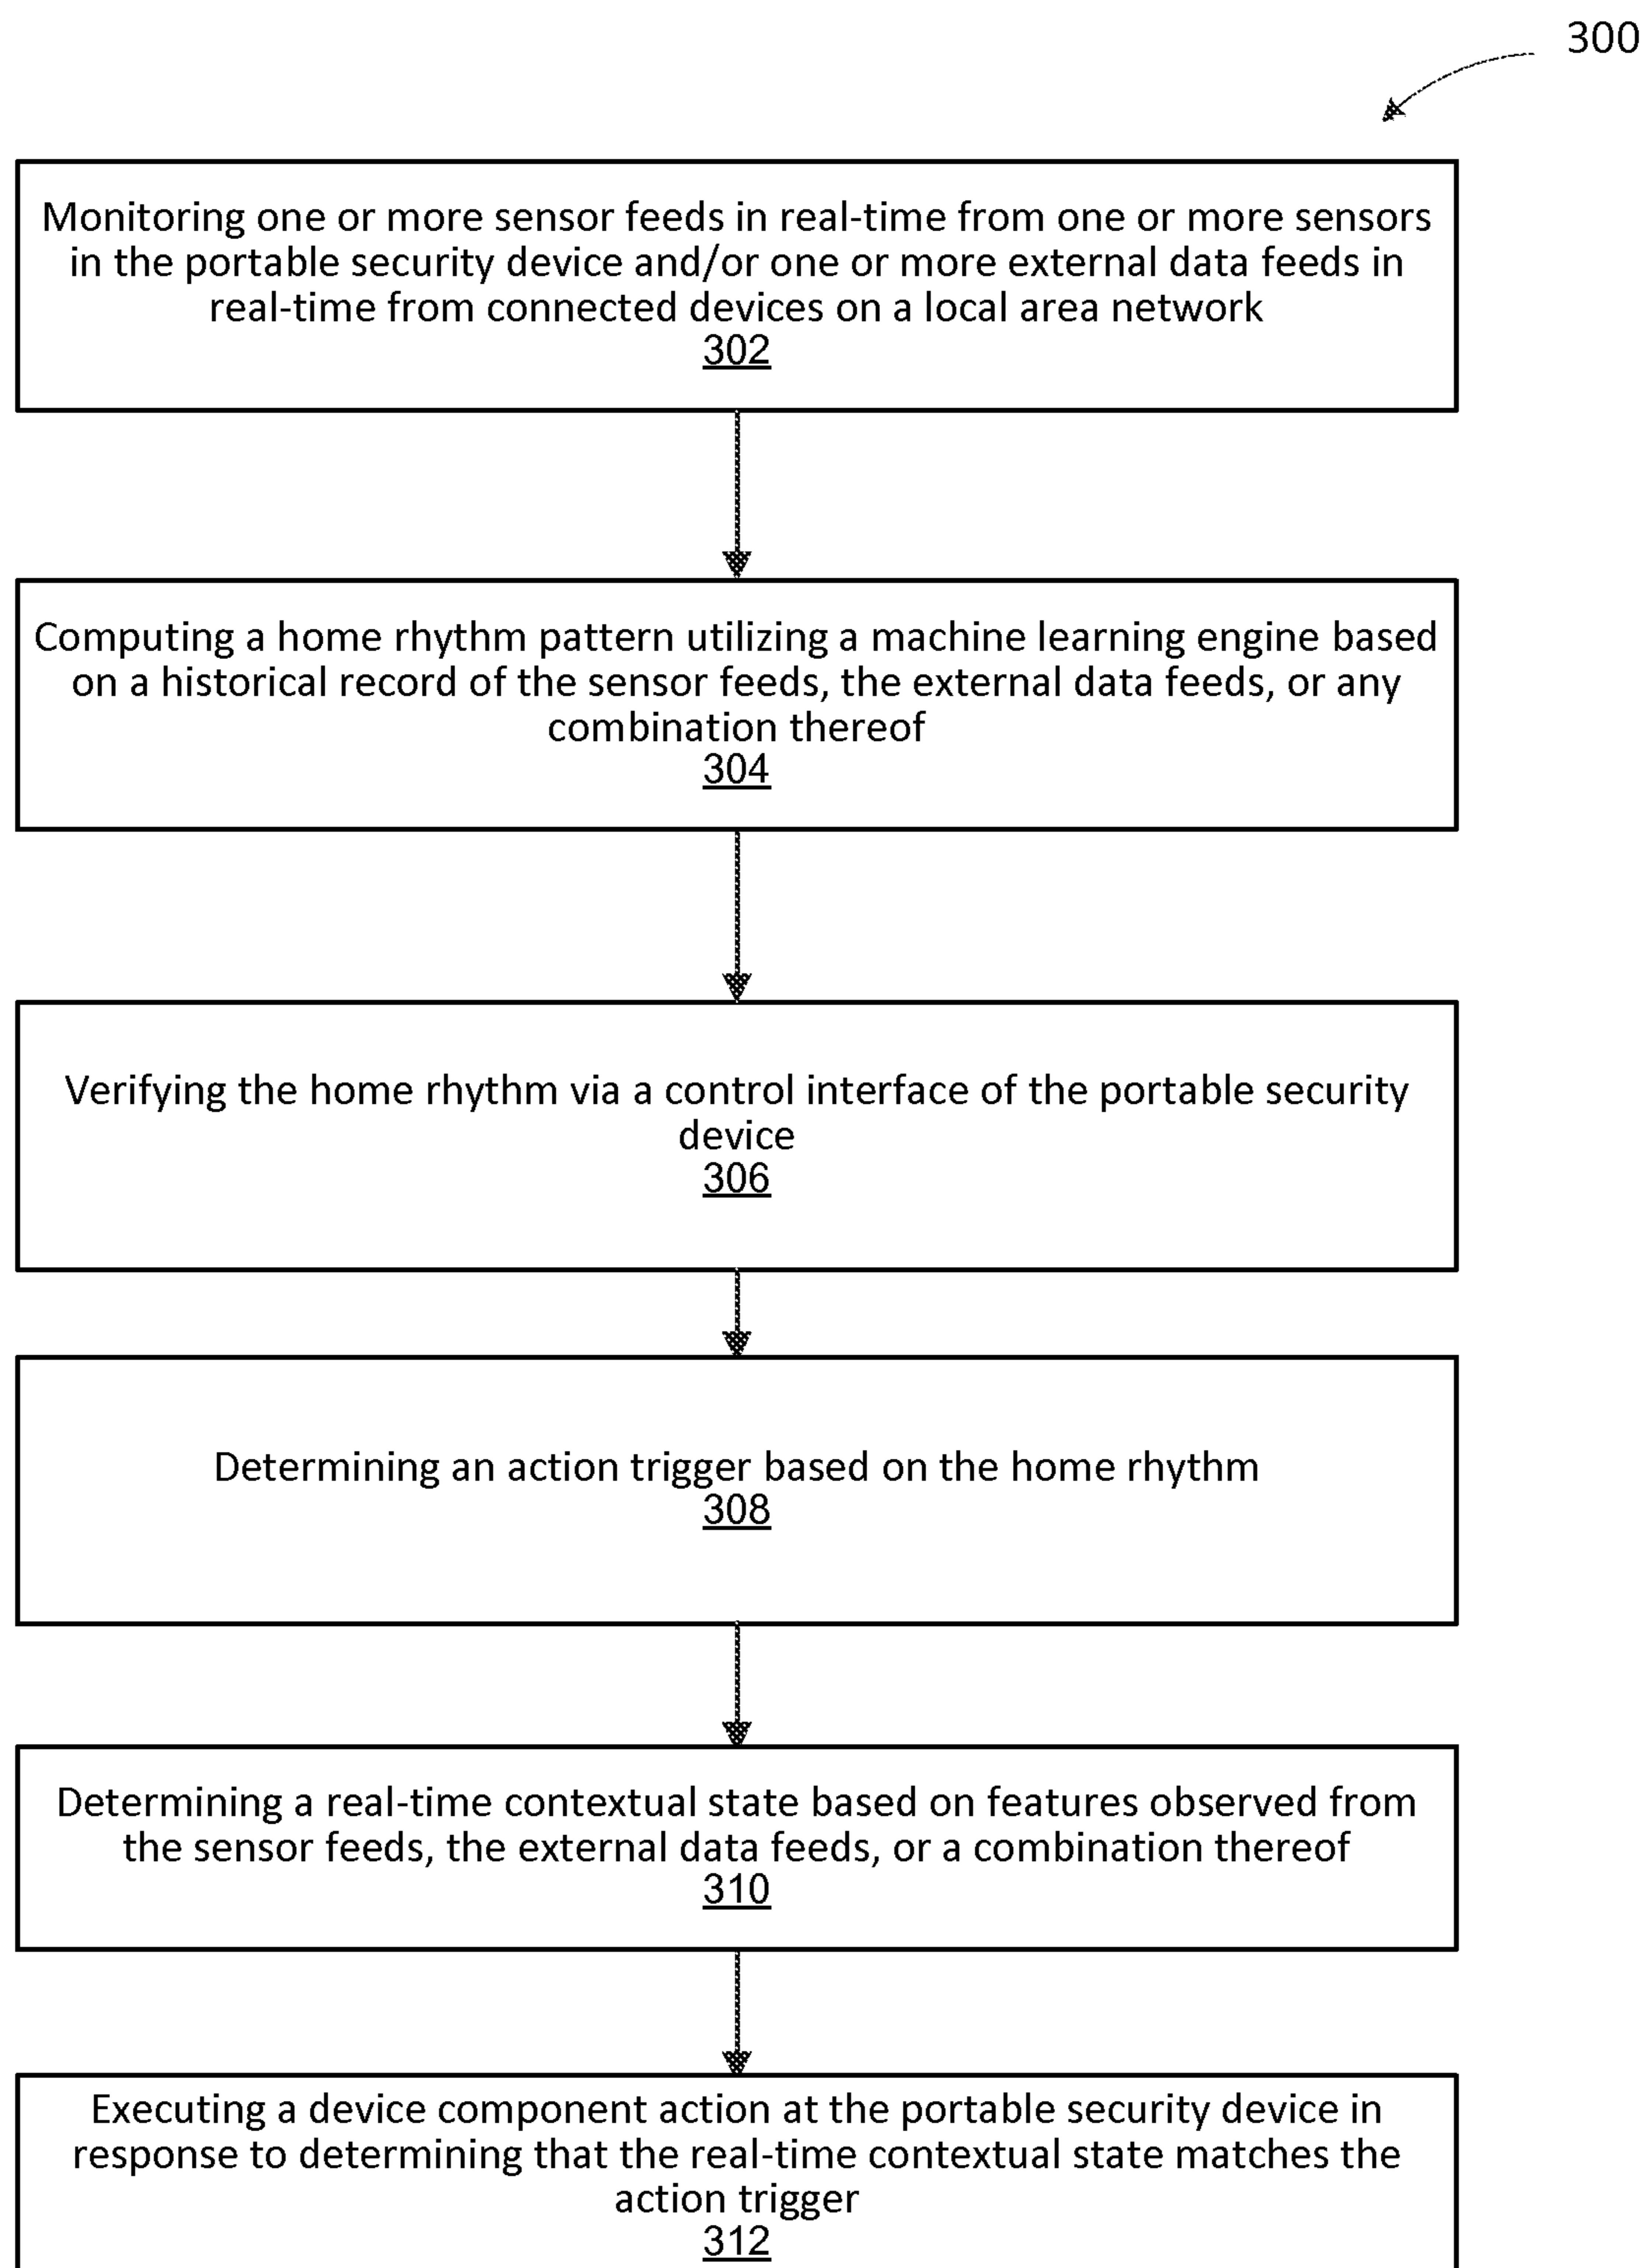 300
Monitoring one or more sensor feeds in real-time from one or more sensors
in the portable security device and/or one or more external data feeds in
real-time from connected devices on a local area network
302
Computing a home rhythm pattern utilizing a machine learning engine based
on a historical record of the sensor feeds, the external data feeds, or any
combination thereof
304
Verifying the home rhythm via a control interface of the portable security
device
306
Determining an action trigger based on the home rhythm
308
Determining a real-time contextual state based on features observed from
the sensor feeds, the external data feeds, or a combination thereof
310
Executing a device component action at the portable security device in
response to determining that the real-time contextual state matches the
action trigger
312